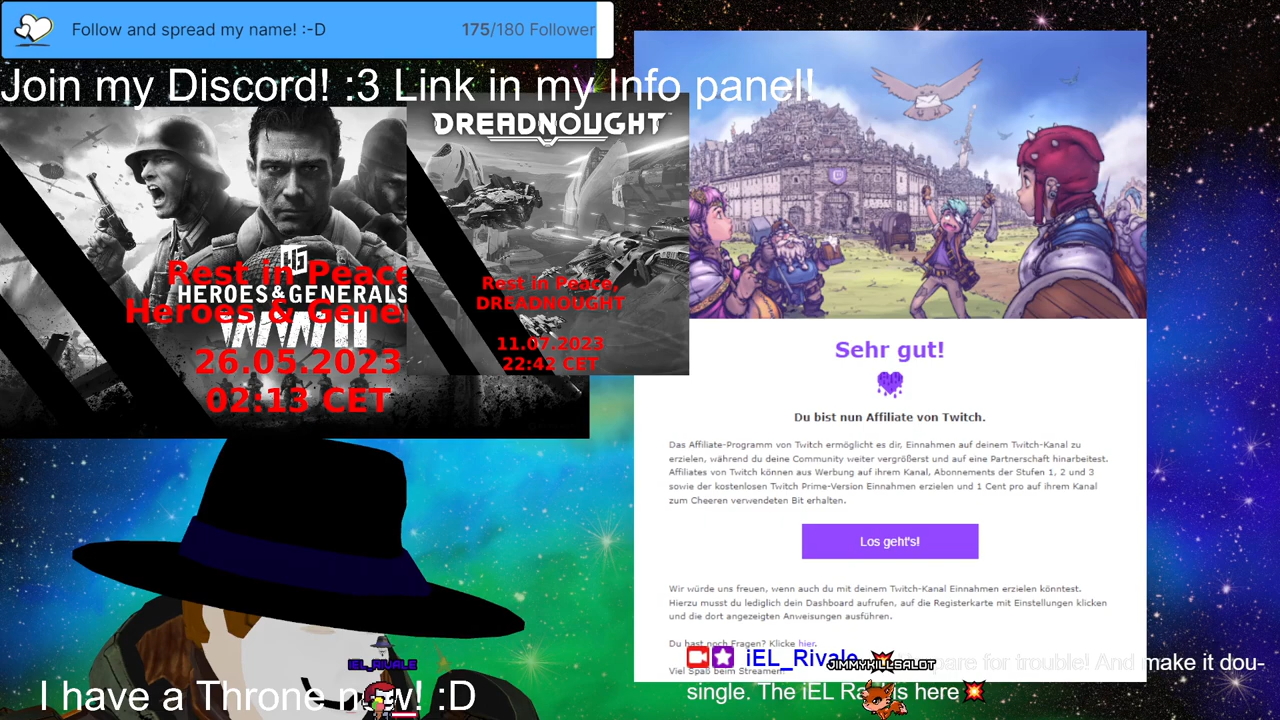 Follow and spread my name! :-D
175/180 Follower
Join my Discord! :3 Link in my Info panel!
DREADNOUGHT
Rest in Peace
HEROES & GENERALS
Heroes & Gene
WWII
26.05.2023
02:13 CET
Rest in Peace,
DREADNOUGHT
11.07.2023
22:42 CET
Sehr gut!
Du bist nun Affiliate von Twitch.
Das Affiliate-Programm von Twitch ermöglicht es dir, Einnahmen auf deinem Twitch-Kanal zu
erzielen, während du deine Community weiter vergrößerst und auf eine Partnerschaft hinarbeitest.
Affiliates von Twitch können aus Werbung auf ihrem Kanal, Abonnements der Stufen 1, 2 und 3
sowie der kostenlosen Twitch Prime-Version Einnahmen erzielen und 1 Cent pro auf ihrem Kanal
zum Cheeren verwendeten Bit erhalten.
Los geht's!
Wir würde uns freuen, wenn auch du mit deinem Twitch-Kanal Einnahmen erzielen könntest.
Hierzu musst du lediglich dein Dashboard aufrufen, auf die Registerkarte mit Einstellungen klicken
und die dort angezeigten Anweisungen ausführen.
Du hast noch Fragen? Klicke hier.
Viel Spaß beim Streamen
iEL_Rivale
JIMMYKILLSALOT
for trouble! And make it dou-
single. The iEL is here
IEL_RIVALE
I have a Throne now! :D